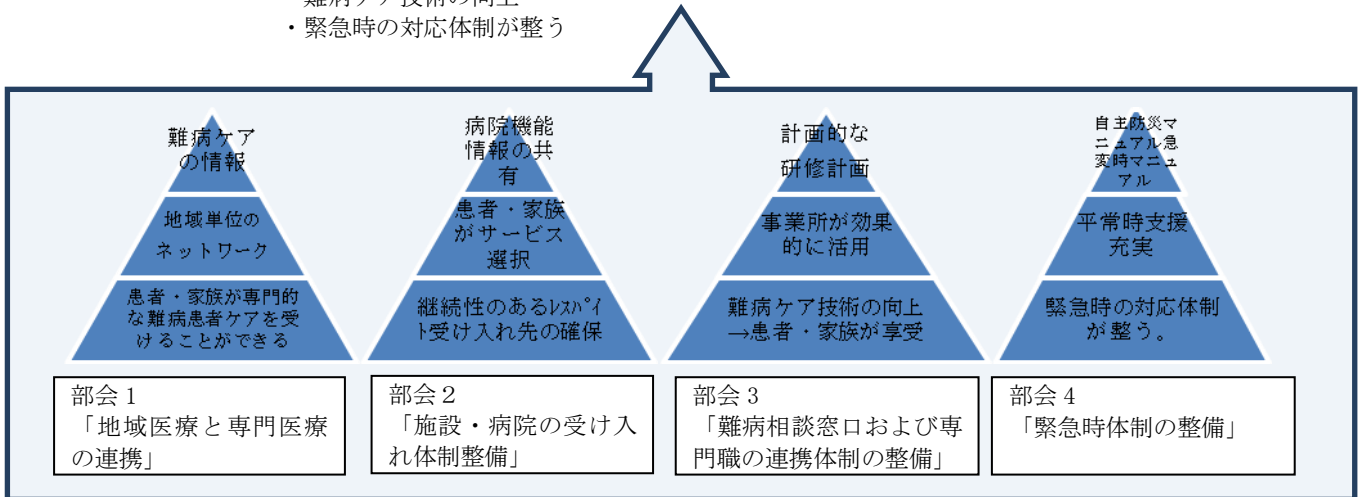 難病ケア技術の向上
・緊急時の対応体制が整う
難病ケア
の情報
地域単位の
ネットワーク
患者・家族が専門的
な難病患者ケアを受
けることができる
病院機能
情報の共
有
患者・家族
がサービス
選択
継続性のあるﾚｽﾊﾟｲ
ﾄ受け入れ先の確保
計画的な
研修計画
事業所が効果
的に活用
難病ケア技術の向上
→患者・家族が享受
自主防災マ
ニュアル急
変時マニュ
アル
平常時支援
充実
緊急時の対応体制
が整う。
部会１
「地域医療と専門医療
の連携」
部会２
「施設・病院の受け入
れ体制整備」
部会３
「難病相談窓口および専
門職の連携体制の整備」
部会４
「緊急時体制の整備」